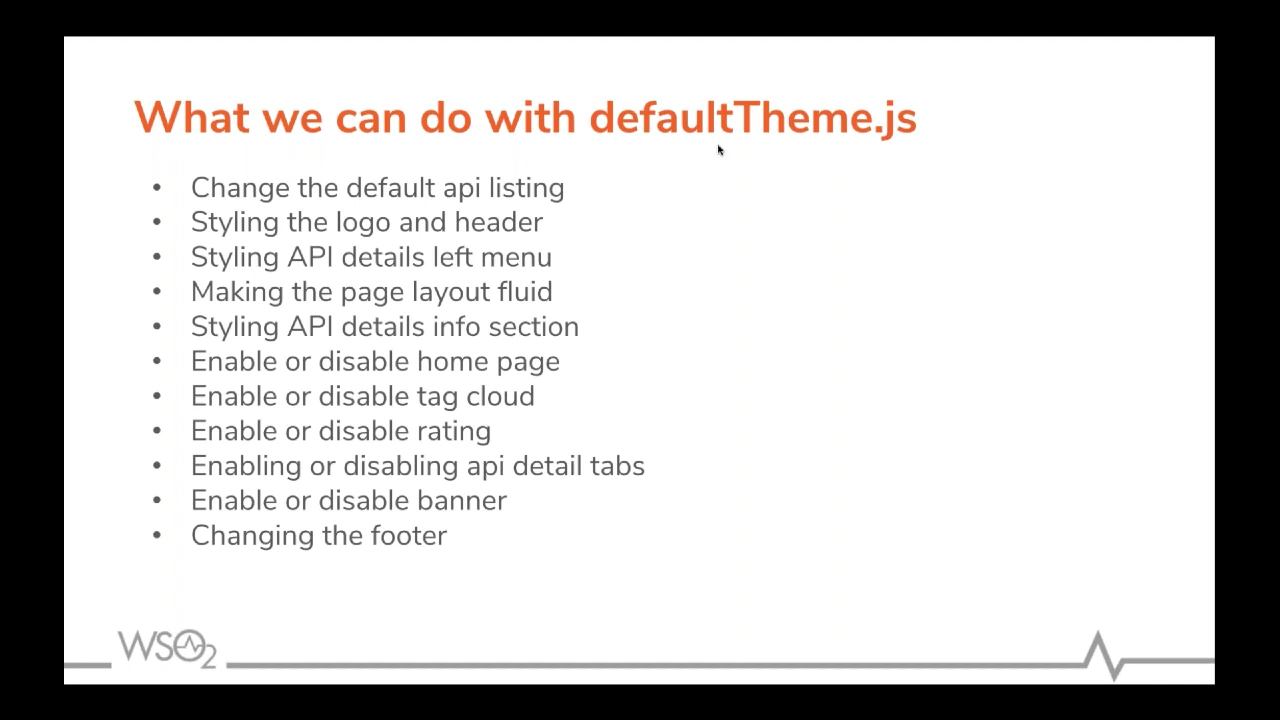 What we can do with defaultTheme.js
• Change the default api listing
• Styling the logo and header
• Styling API details left menu
• Making the page layout fluid
• Styling API details info section
• Enable or disable home page
• Enable or disable tag cloud
• Enable or disable rating
• Enabling or disabling api detail tabs
• Enable or disable banner
• Changing the footer
WSO2